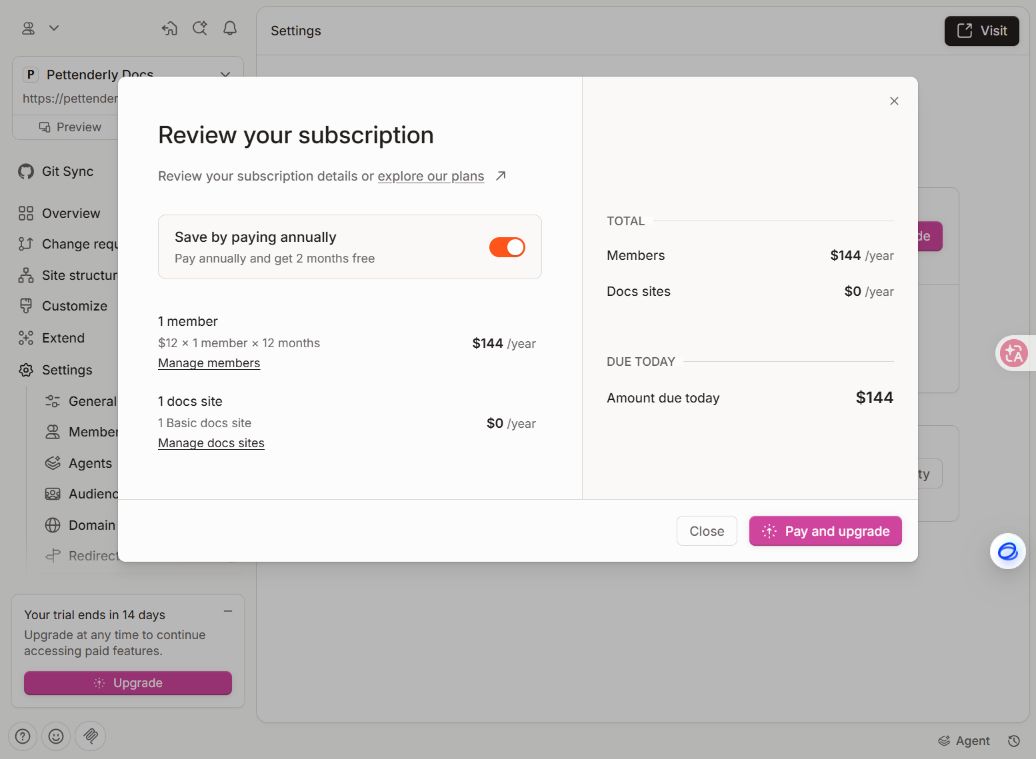 Settings
Visit
P Pettenderly Docs
https://pettender
Preview
Git Sync
Overview
Change requ
Site structur
Customize
Extend
Settings
General
Member
Agents
Audienc
Domain
Redirect
Your trial ends in 14 days
Upgrade at any time to continue
accessing paid features.
Upgrade
Review your subscription
Review your subscription details or explore our plans
Save by paying annually
Pay annually and get 2 months free
1 member
$12 × 1 member × 12 months
$144 /year
Manage members
1 docs site
1 Basic docs site
$0 /year
Manage docs sites
TOTAL
Members $144 /year
Docs sites $0 /year
DUE TODAY
Amount due today $144
Close
Pay and upgrade
de
ty
Agent